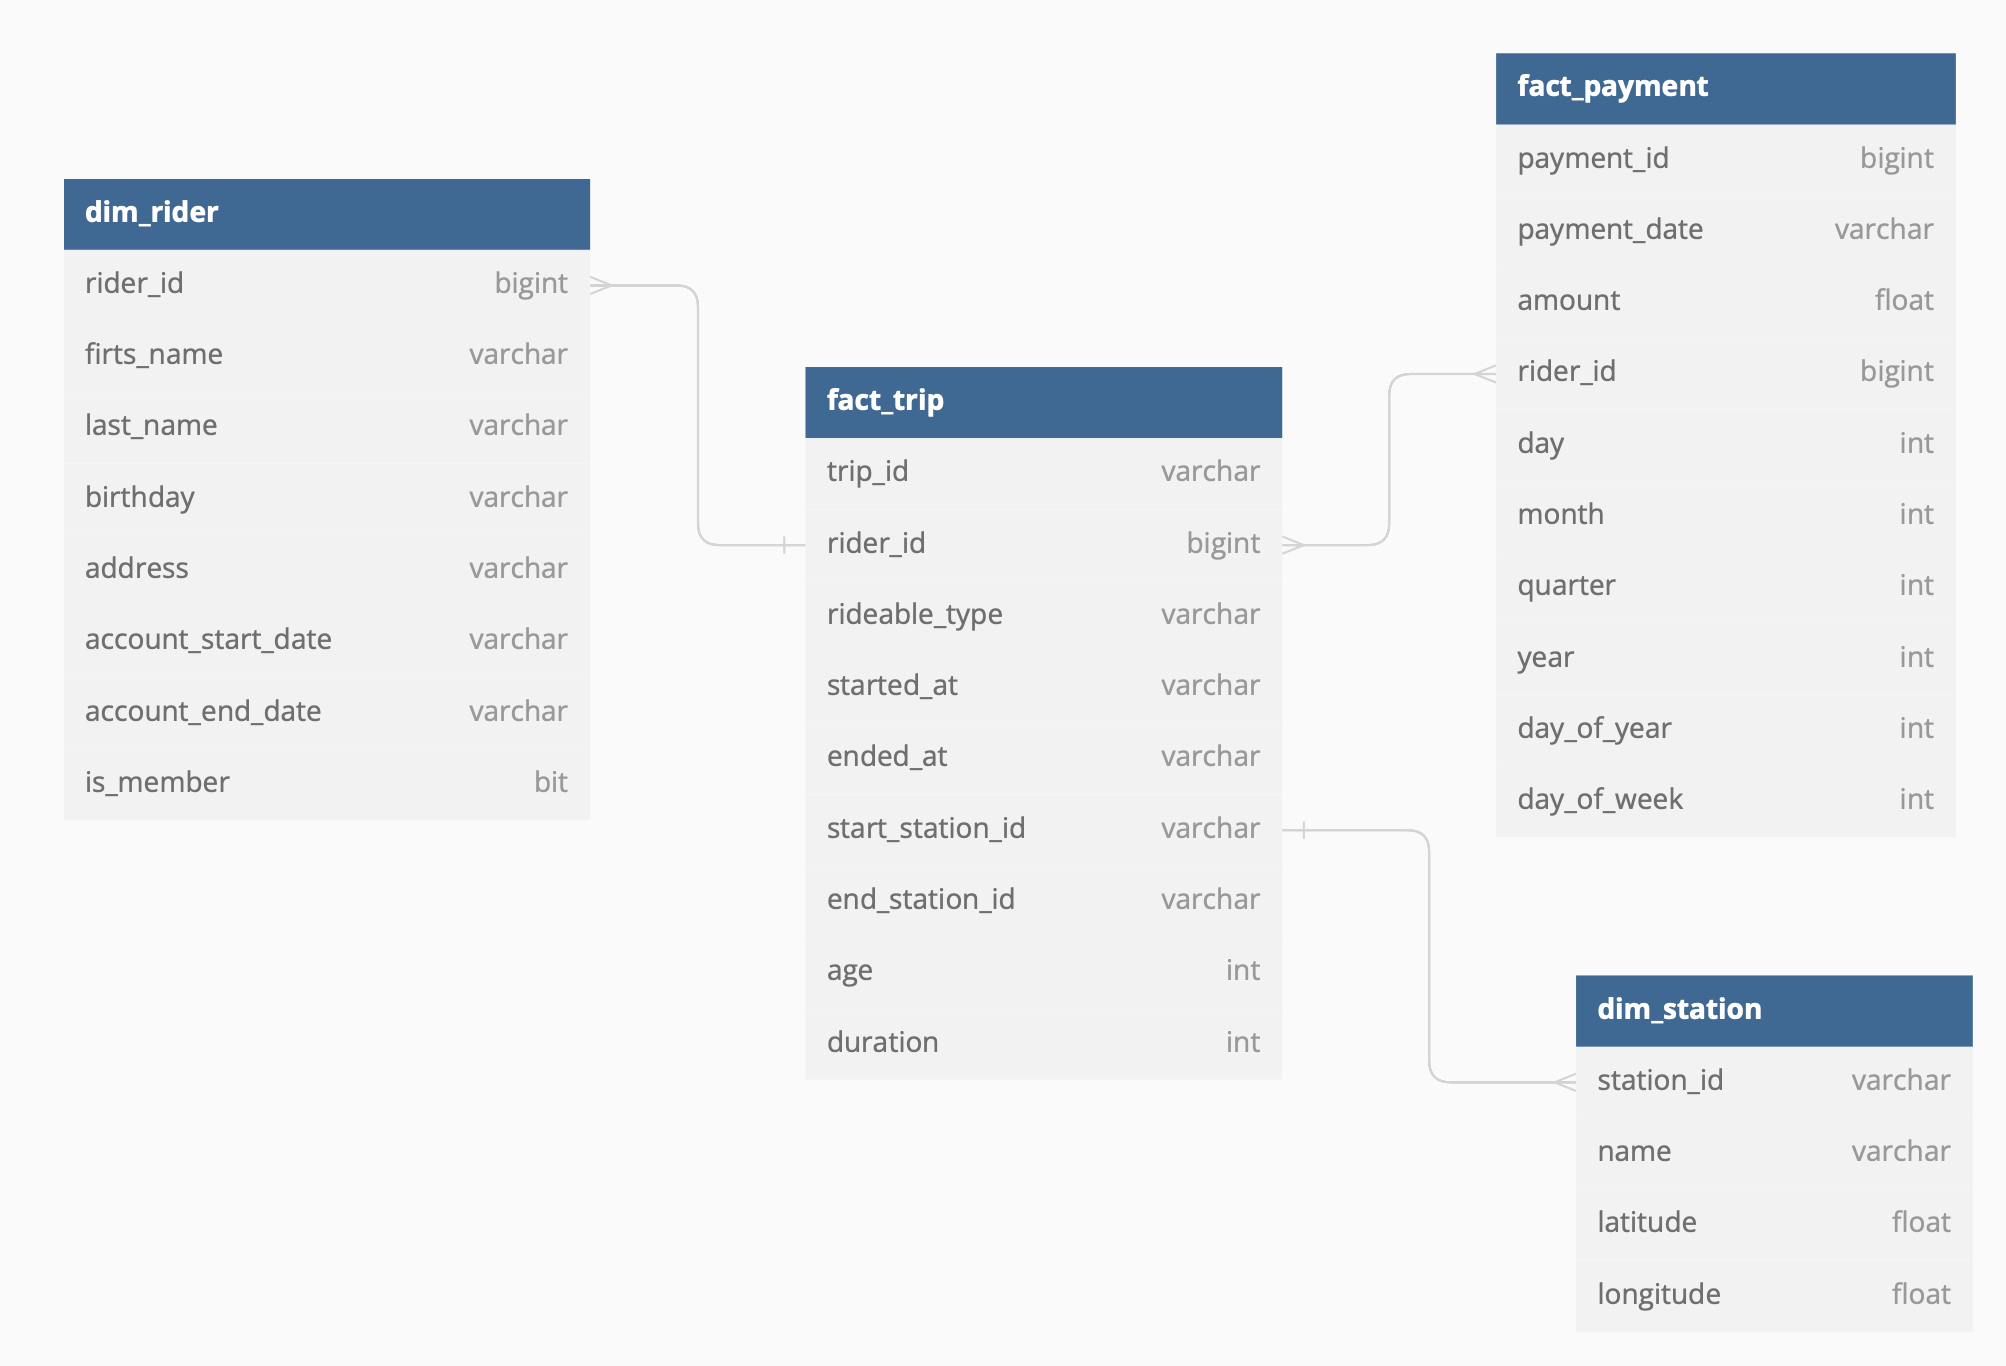 dim_rider
rider_id bigint
firts_name varchar
last_name varchar
birthday varchar
address varchar
account_start_date varchar
account_end_date varchar
is_member bit
fact_trip
trip_id varchar
rider_id bigint
rideable_type varchar
started_at varchar
ended_at varchar
start_station_id varchar
end_station_id varchar
age int
duration int
fact_payment
payment_id bigint
payment_date varchar
amount float
rider_id bigint
day int
month int
quarter int
year int
day_of_year int
day_of_week int
dim_station
station_id varchar
name varchar
latitude float
longitude float